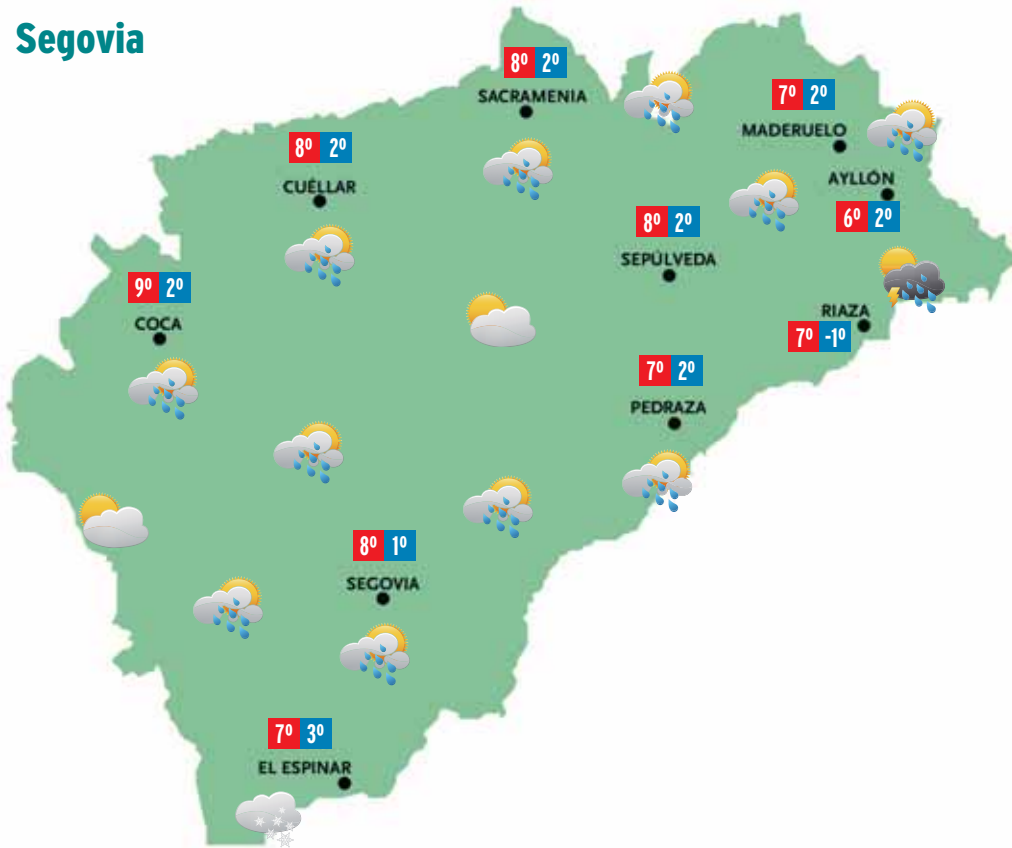 Segovia
8º 2º
SACRAMENIA
7º 2º
MADERUELO
8º 2º
CUÉLLAR
AYLLÓN
6º 2º
8º 2º
SEPÚLVEDA
9º 2º
COCA
RIAZA
7º -1º
7º 2º
PEDRAZA
8º 1º
SEGOVIA
7º 3º
EL ESPINAR